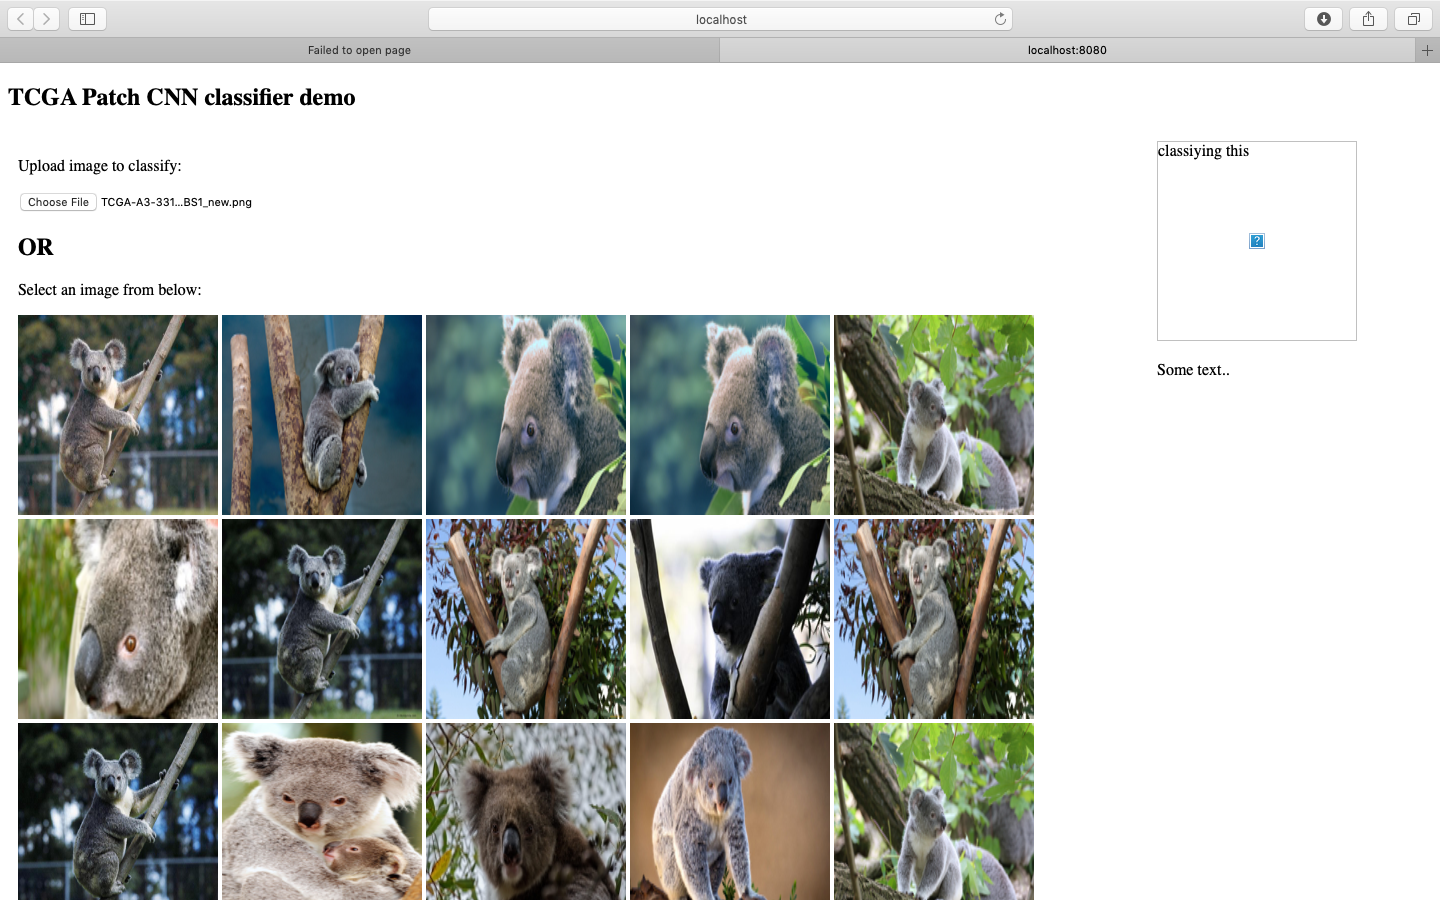 localhost
Failed to open page
localhost:8080
TCGA Patch CNN classifier demo
Upload image to classify:
Choose File TCGA-A3-331...BS1_new.png
OR
Select an image from below:
classiying this
?
Some text..